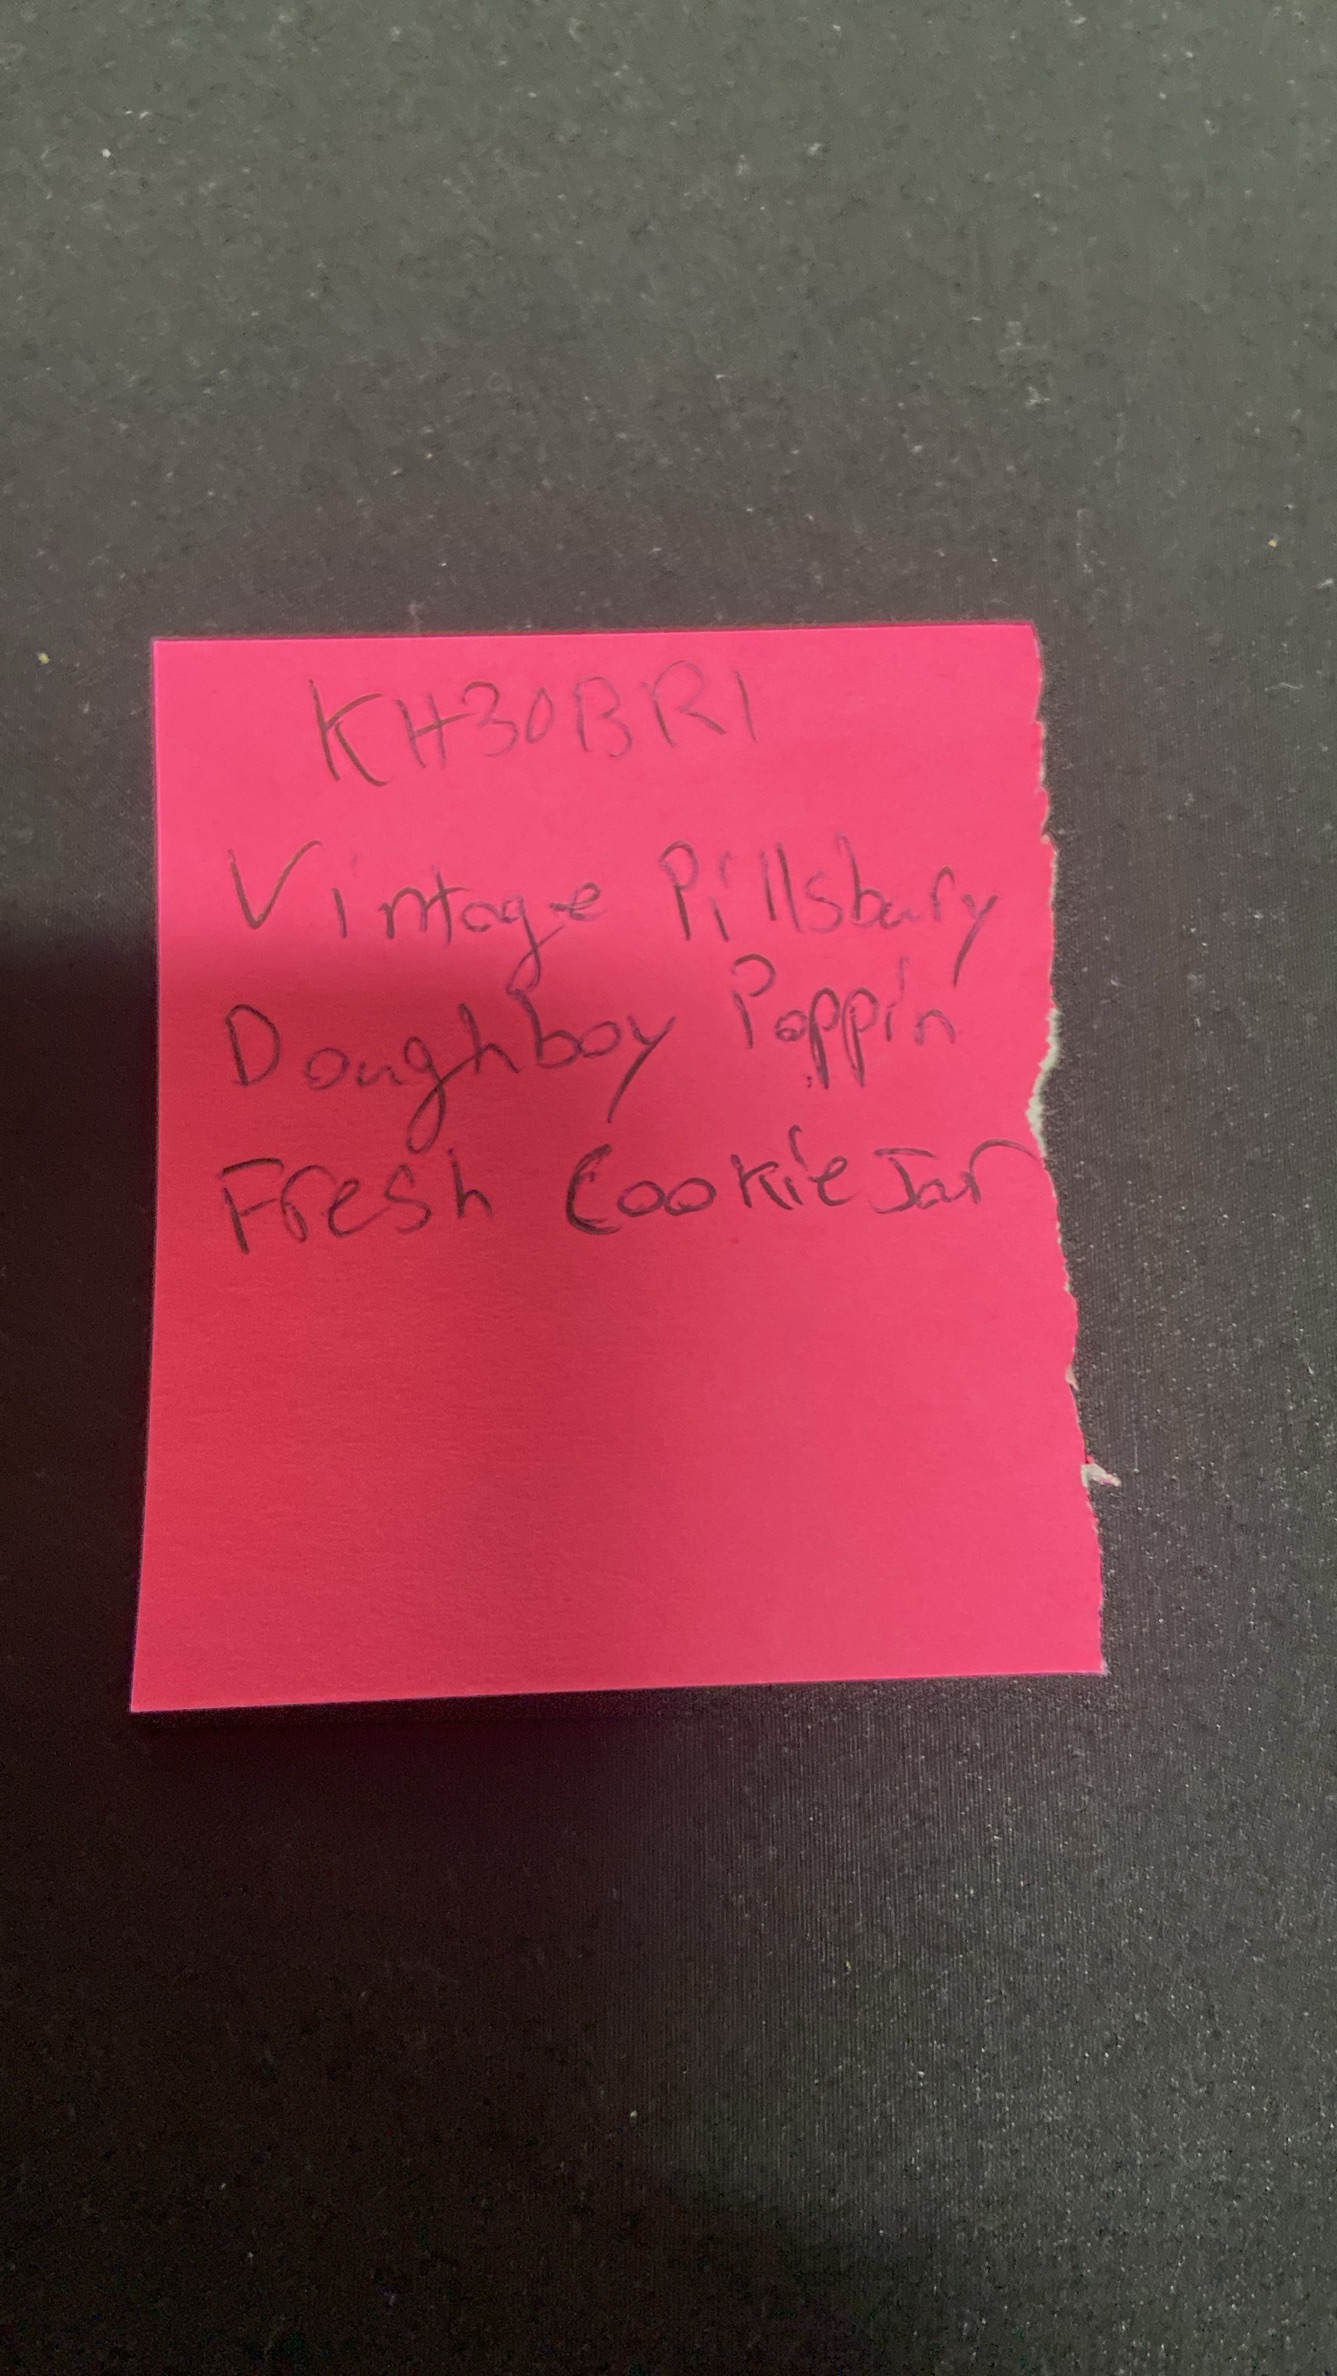 KH30BR1
Vintage Pillsbury
Doughboy Poppin
Fresh Cookie Jar